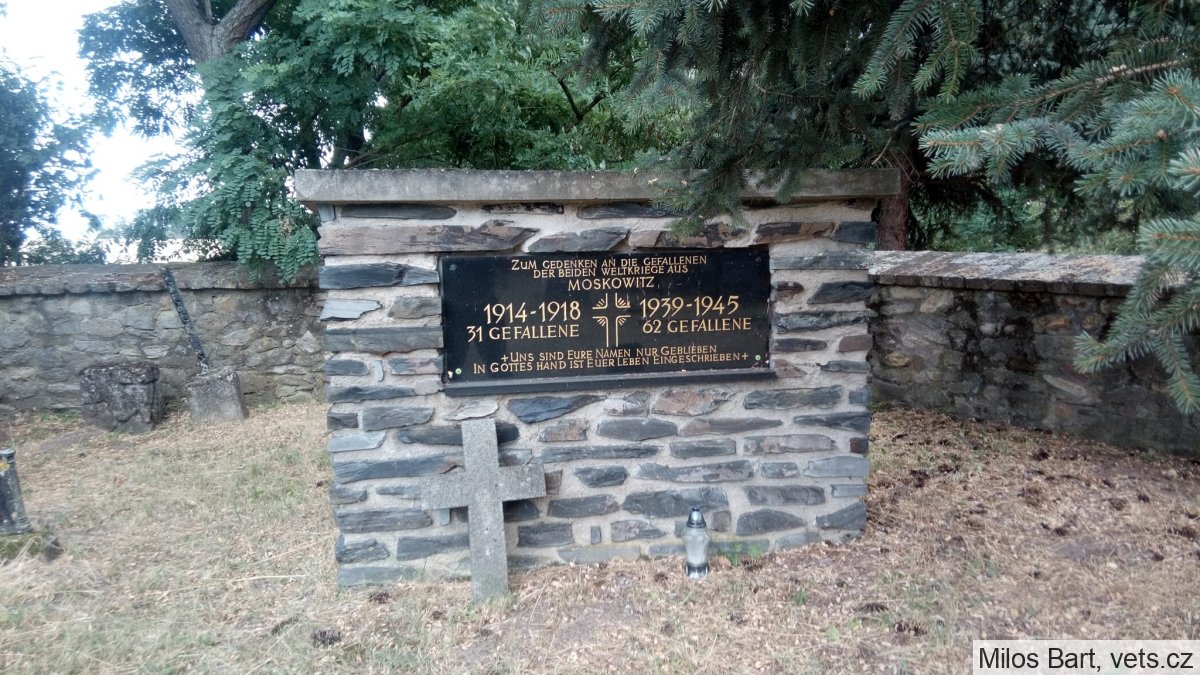 Zum Gedenken an die Gefallenen
der beiden Weltkriege aus
Moskowitz
1914-1918
31 Gefallene
1939-1945
62 Gefallene
+Uns sind Eure Namen nur Geblieben
In Gottes Hand ist Euer Leben eingeschrieben+
Milos Bart, vets.cz